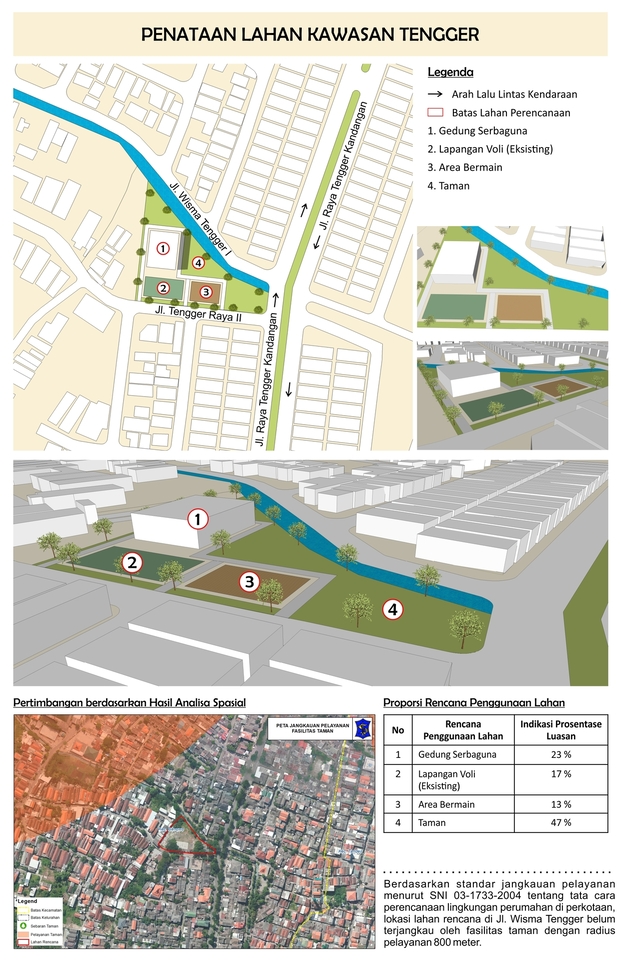 PENATAAN LAHAN KAWASAN TENGGER
Legenda
Arah Lalu Lintas Kendaraan
Batas Lahan Perencanaan
1. Gedung Serbaguna
2. Lapangan Voli (Eksisting)
3. Area Bermain
4. Taman
Jl. Wisma Tengger I
Jl. Raya Tengger Kandangan
1
4
2
3
Jl. Tengger Raya II
Jl. Raya Tengger Kandangan
1
2
3
4
Pertimbangan berdasarkan Hasil Analisa Spasial
PETA JANGKAUAN PELAYANAN
FASILITAS TAMAN
Legend
Batas Kecamatan
Batas Kelurahan
Sebaran Taman
Pelayanan Taman
Lahan Rencana
Proporsi Rencana Penggunaan Lahan
No Rencana Penggunaan Lahan Indikasi Prosentase Luasan
1 Gedung Serbaguna 23 %
2 Lapangan Voli (Eksisting) 17 %
3 Area Bermain 13 %
4 Taman 47 %
Berdasarkan standar jangkauan pelayanan
menurut SNI 03-1733-2004 tentang tata cara
perencanaan lingkungan perumahan di perkotaan,
lokasi lahan rencana di Jl. Wisma Tengger belum
terjangkau oleh fasilitas taman dengan radius
pelayanan 800 meter.